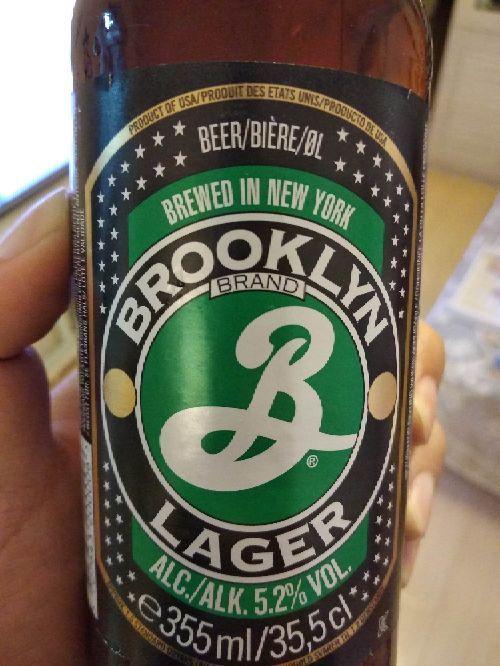 PRODUCT OF USA/PRODUIT DES ETATS UNIS/PRODUCTO DE USA
BEER/BIÈRE/ØL
BREWED IN NEW YORK
BROOKLYN
BRAND
B
®
LAGER
ALC./ALK. 5.2% VOL.
e355ml/35,5cl